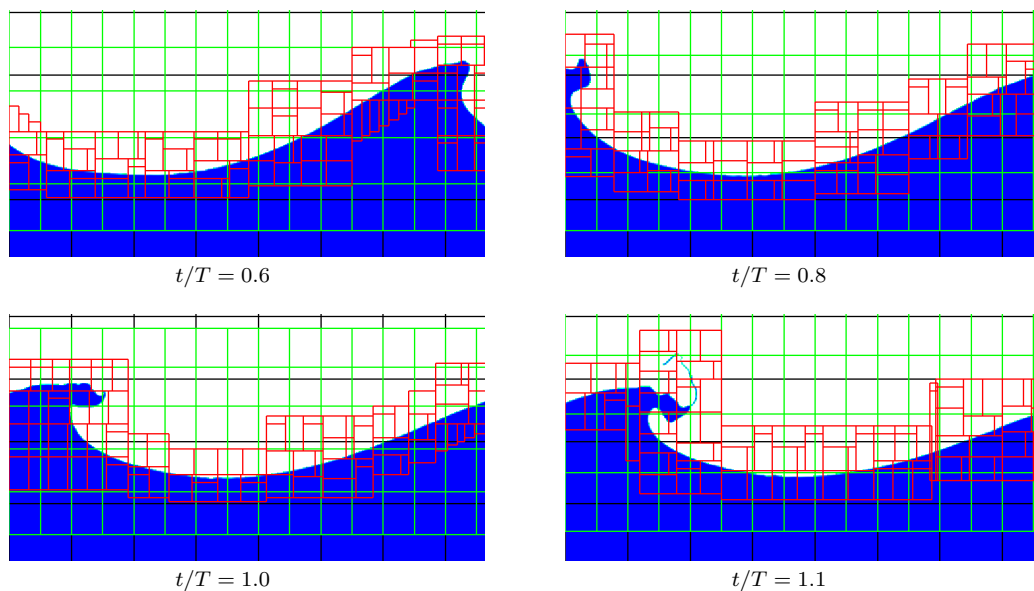 t/T = 0.6
t/T = 0.8
t/T = 1.0
t/T = 1.1